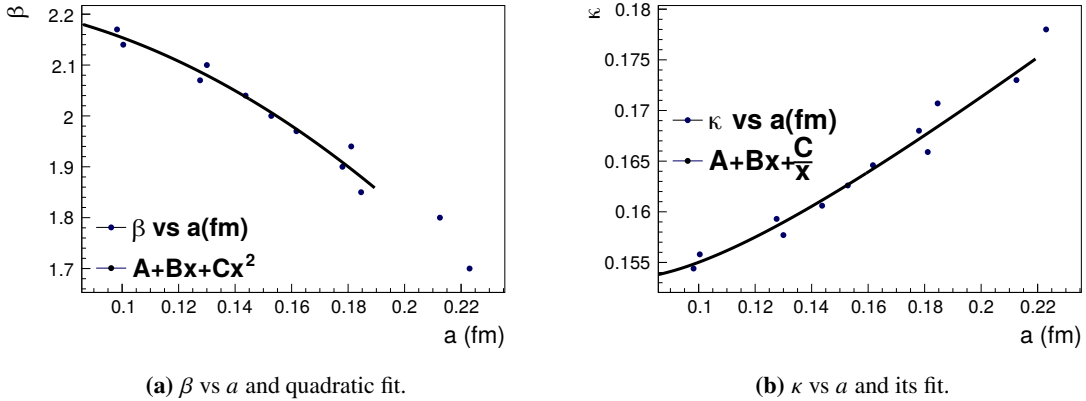 β
2.2
2.1
2
1.9
1.8
1.7
β vs a(fm)
A+Bx+Cx²
0.1 0.12 0.14 0.16 0.18 0.2 0.22
a (fm)
κ
0.18
0.175
0.17
0.165
0.16
0.155
κ vs a(fm)
A+Bx+C/x
0.1 0.12 0.14 0.16 0.18 0.2 0.22
a (fm)
(a) β vs a and quadratic fit.
(b) κ vs a and its fit.